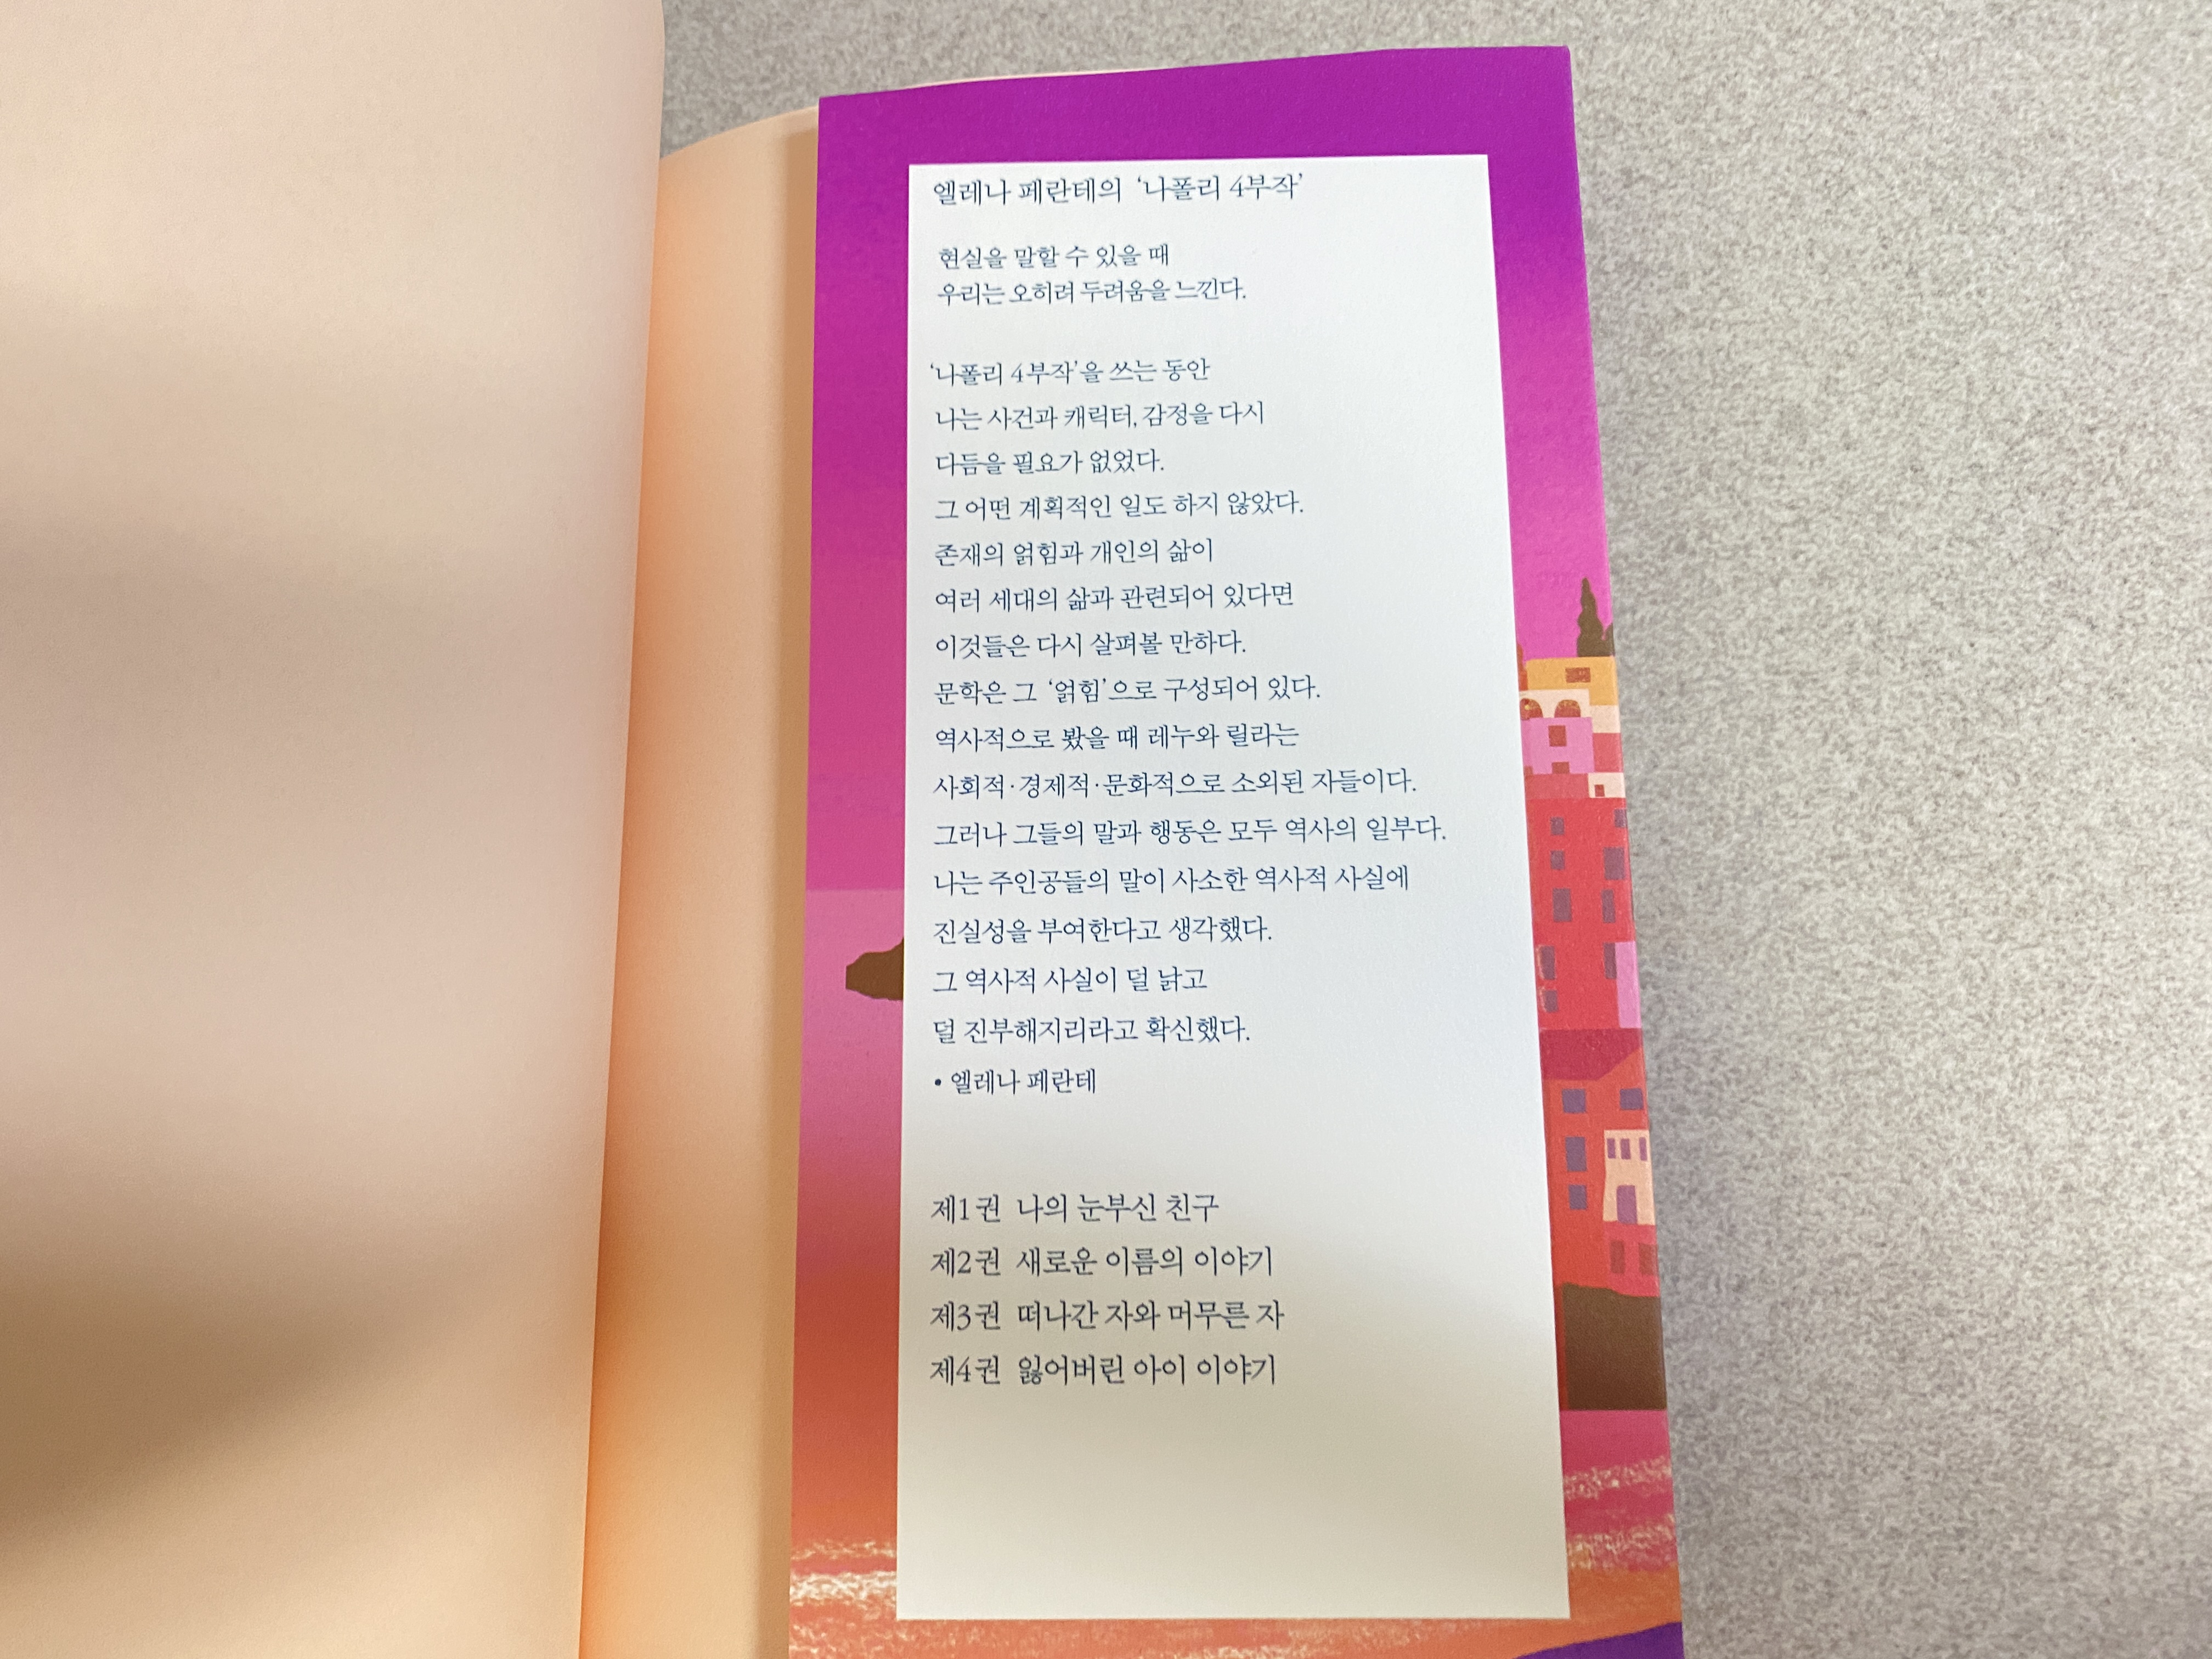 엘레나 페란테의 ‘나폴리 4부작’
현실을 말할 수 있을 때
우리는 오히려 두려움을 느낀다.
‘나폴리 4부작’을 쓰는 동안
나는 사건과 캐릭터, 감정을 다시
다듬을 필요가 없었다.
그 어떤 계획적인 일도 하지 않았다.
존재의 얽힘과 개인의 삶이
여러 세대의 삶과 관련되어 있다면
이것들은 다시 살펴볼 만하다.
문학은 그 ‘얽힘’으로 구성되어 있다.
역사적으로 봤을 때 레누와 릴라는
사회적·경제적·문화적으로 소외된 자들이다.
그러나 그들의 말과 행동은 모두 역사의 일부다.
나는 주인공들의 말이 사소한 역사적 사실에
진실성을 부여한다고 생각했다.
그 역사적 사실이 덜 낡고
덜 진부해지리라고 확신했다.
• 엘레나 페란테
제1권 나의 눈부신 친구
제2권 새로운 이름의 이야기
제3권 떠나간 자와 머무른 자
제4권 잃어버린 아이 이야기